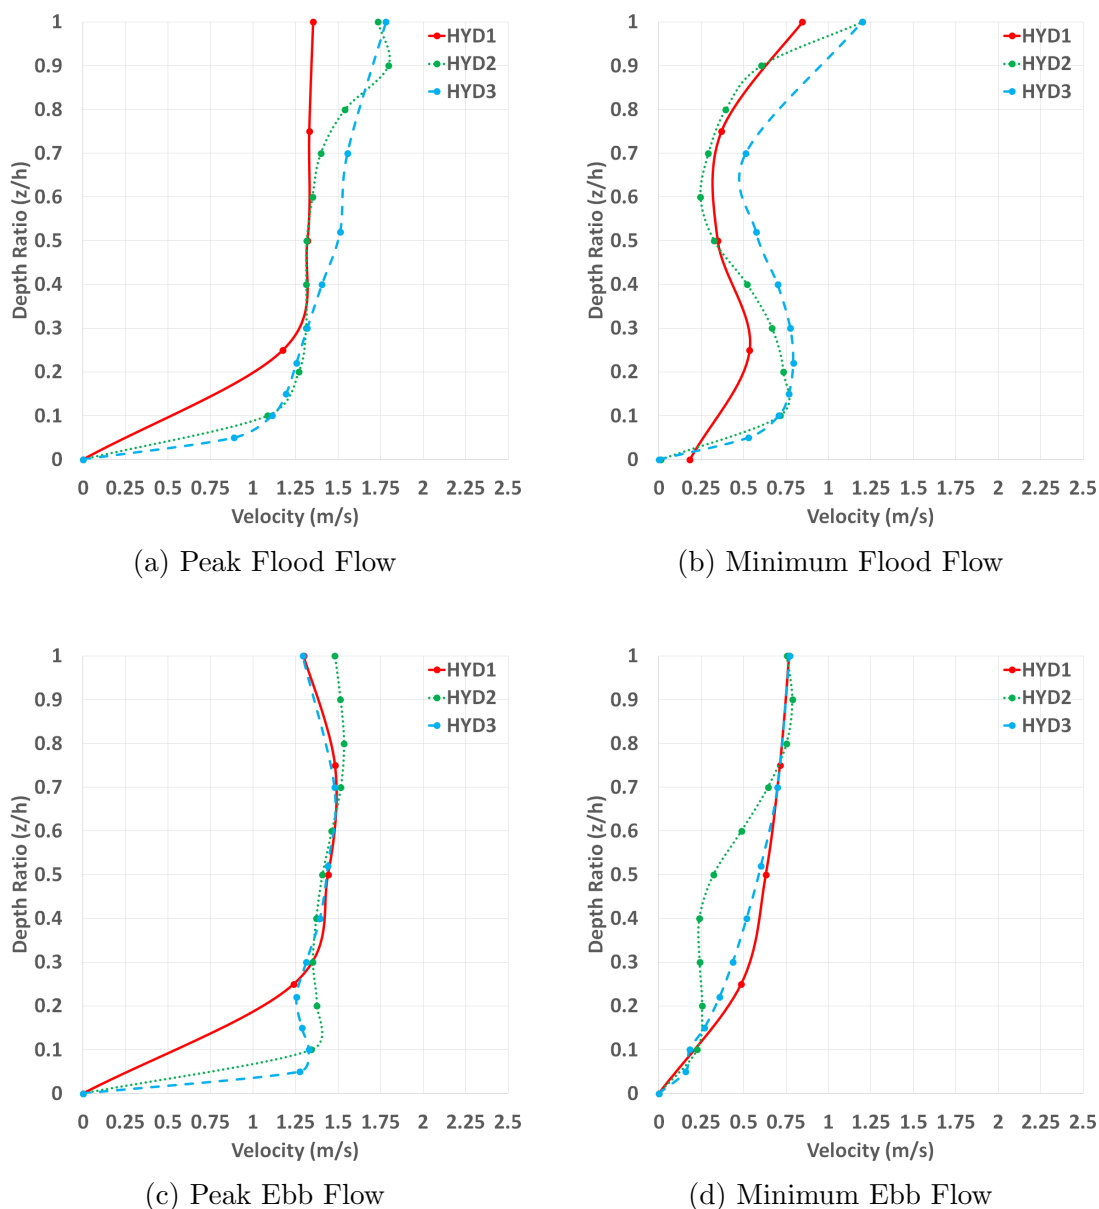 1
0.9
0.8
0.7
0.6
0.5
0.4
0.3
0.2
0.1
0
Depth Ratio (z/h)
HYD1
HYD2
HYD3
0 0.25 0.5 0.75 1 1.25 1.5 1.75 2 2.25 2.5
Velocity (m/s)
(a) Peak Flood Flow
1
0.9
0.8
0.7
0.6
0.5
0.4
0.3
0.2
0.1
0
Depth Ratio (z/h)
HYD1
HYD2
HYD3
0 0.25 0.5 0.75 1 1.25 1.5 1.75 2 2.25 2.5
Velocity (m/s)
(b) Minimum Flood Flow
1
0.9
0.8
0.7
0.6
0.5
0.4
0.3
0.2
0.1
0
Depth Ratio (z/h)
HYD1
HYD2
HYD3
0 0.25 0.5 0.75 1 1.25 1.5 1.75 2 2.25 2.5
Velocity (m/s)
(c) Peak Ebb Flow
1
0.9
0.8
0.7
0.6
0.5
0.4
0.3
0.2
0.1
0
Depth Ratio (z/h)
HYD1
HYD2
HYD3
0 0.25 0.5 0.75 1 1.25 1.5 1.75 2 2.25 2.5
Velocity (m/s)
(d) Minimum Ebb Flow